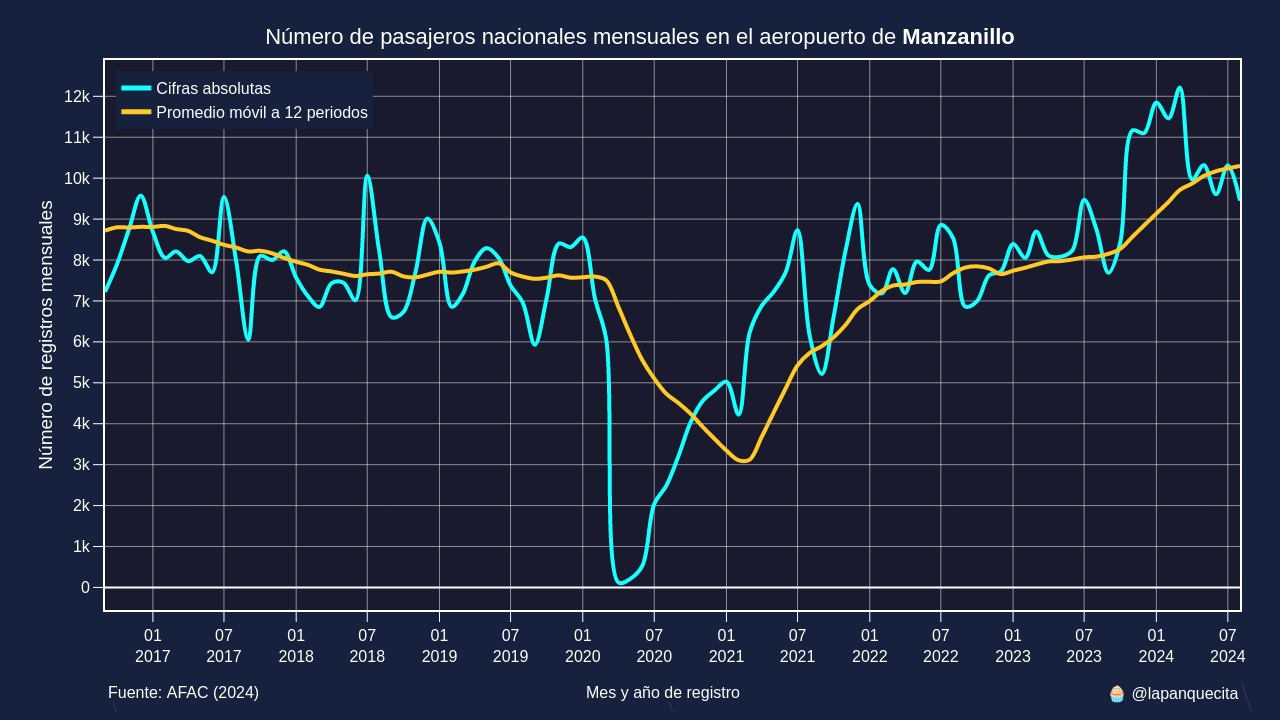 Número de pasajeros nacionales mensuales en el aeropuerto de Manzanillo
Cifras absolutas
Promedio móvil a 12 periodos
Número de registros mensuales
12k
11k
10k
9k
8k
7k
6k
5k
4k
3k
2k
1k
0
01 07 01 07 01 07 01 07 01 07 01 07 01 07 01 07
2017 2017 2018 2018 2019 2019 2020 2020 2021 2021 2022 2022 2023 2023 2024 2024
Fuente: AFAC (2024)
Mes y año de registro
🧁 @lapanquecita